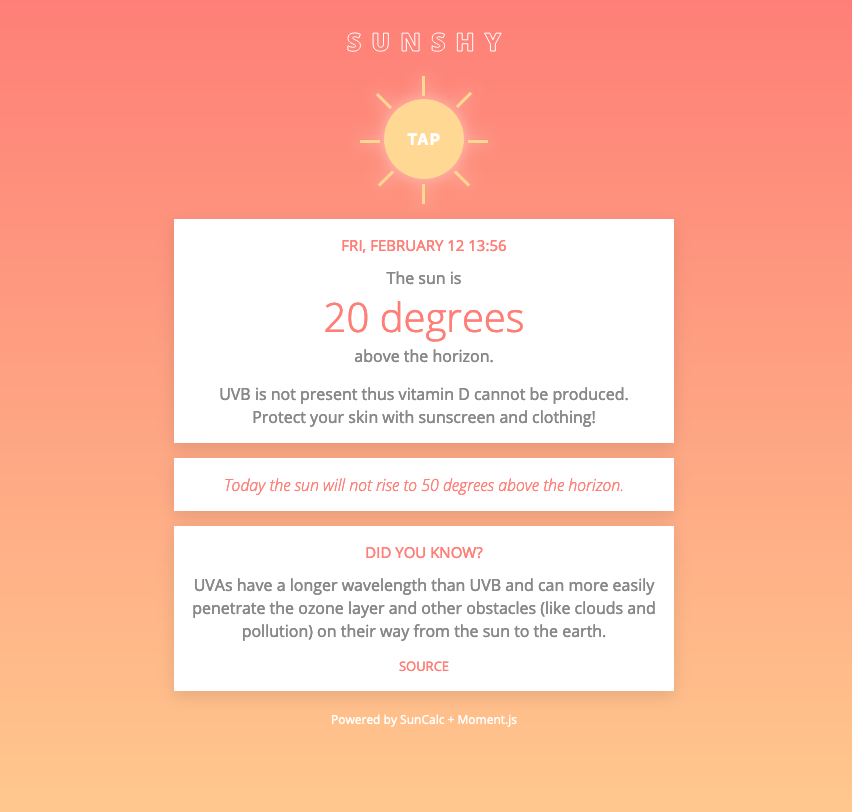 SUNSHY
TAP
FRI, FEBRUARY 12 13:56
The sun is
20 degrees
above the horizon.
UVB is not present thus vitamin D cannot be produced.
Protect your skin with sunscreen and clothing!
Today the sun will not rise to 50 degrees above the horizon.
DID YOU KNOW?
UVAs have a longer wavelength than UVB and can more easily
penetrate the ozone layer and other obstacles (like clouds and
pollution) on their way from the sun to the earth.
SOURCE
Powered by SunCalc + Moment.js